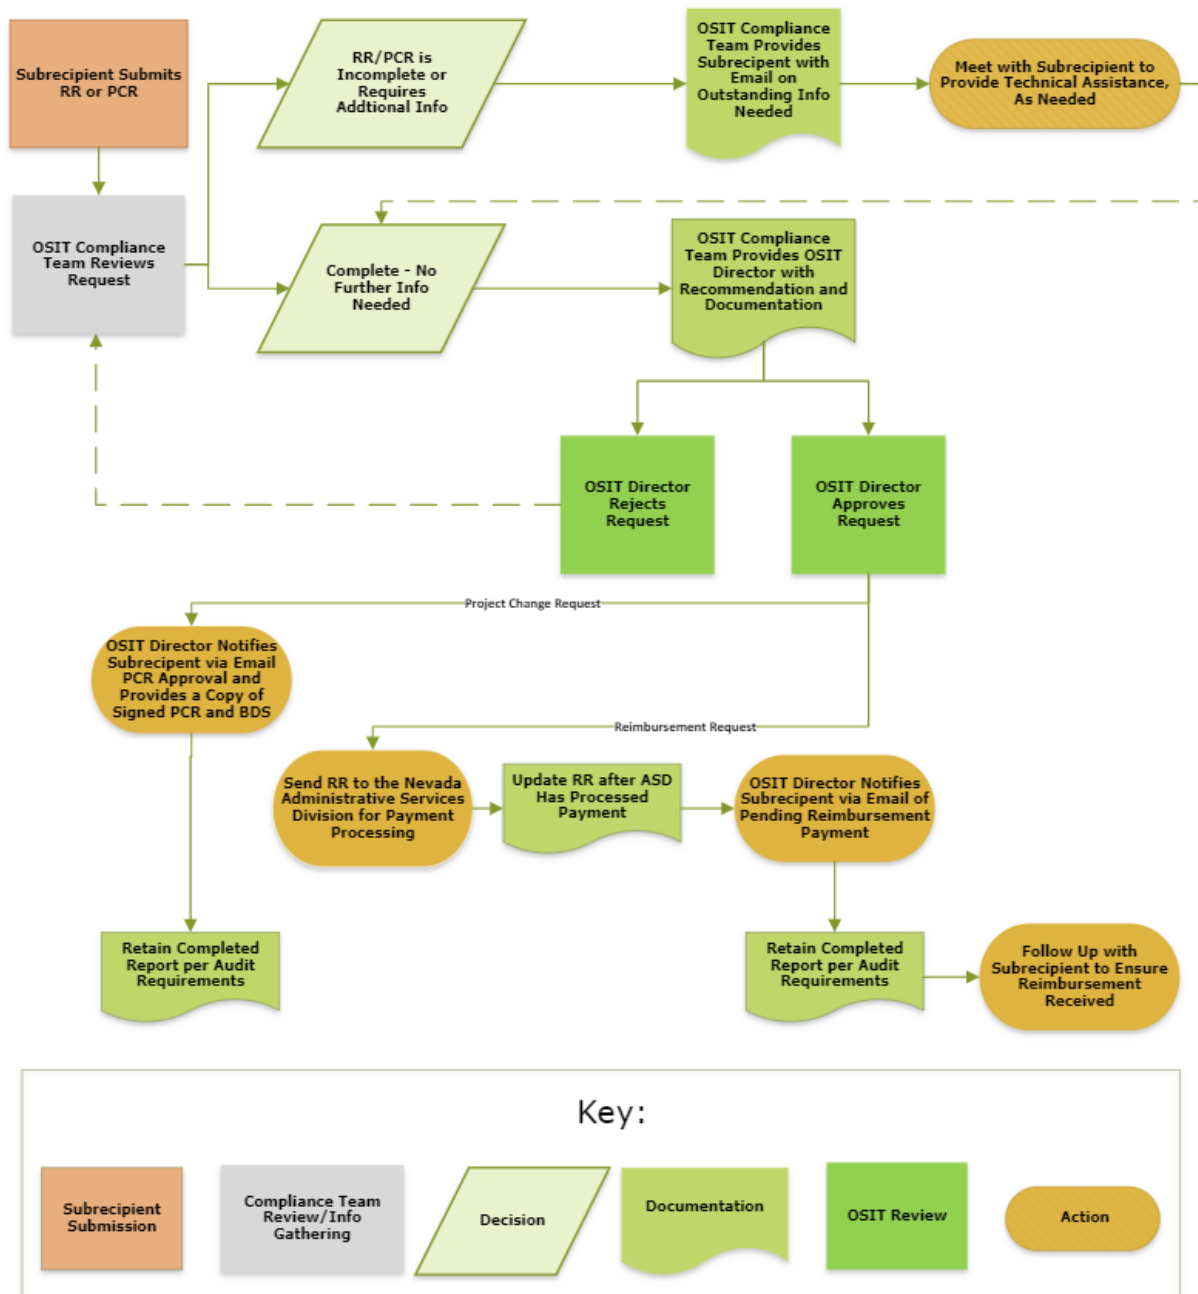 Subrecipient Submits
RR or PCR
RR/PCR is
Incomplete or
Requires
Addtional Info
OSIT Compliance
Team Provides
Subrecipent with
Email on
Outstanding Info
Needed
Meet with Subrecipient to
Provide Technical Assistance,
As Needed
OSIT Compliance
Team Reviews
Request
Complete - No
Further Info
Needed
OSIT Compliance
Team Provides OSIT
Director with
Recommendation and
Documentation
OSIT Director
Rejects
Request
OSIT Director
Approves
Request
Project Change Request
OSIT Director Notifies
Subrecipent via Email
PCR Approval and
Provides a Copy of
Signed PCR and BDS
Reimbursement Request
Send RR to the Nevada
Administrative Services
Division for Payment
Processing
Update RR after ASD
Has Processed
Payment
OSIT Director Notifies
Subrecipent via Email of
Pending Reimbursement
Payment
Retain Completed
Report per Audit
Requirements
Retain Completed
Report per Audit
Requirements
Follow Up with
Subrecipient to Ensure
Reimbursement
Received
Key:
Subrecipient
Submission
Compliance Team
Review/Info
Gathering
Decision
Documentation
OSIT Review
Action